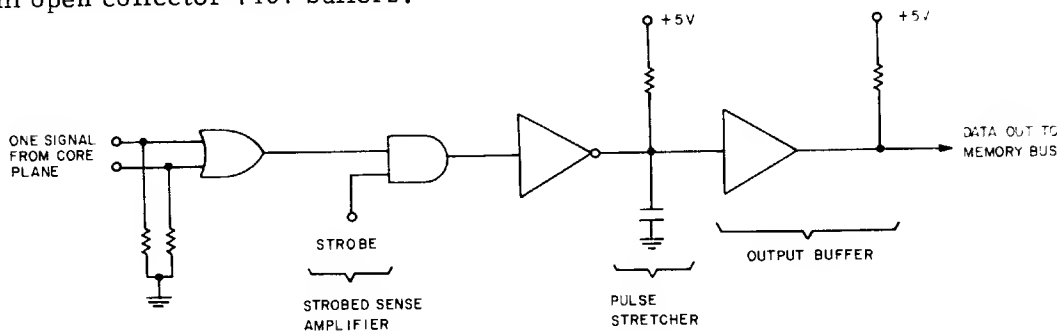 in open collector 7407 buffers.
+5V
+5V
ONE SIGNAL
FROM CORE
PLANE
DATA OUT TO
MEMORY BUS
STROBE
OUTPUT BUFFER
STROBED SENSE
AMPLIFIER
PULSE
STRETCHER